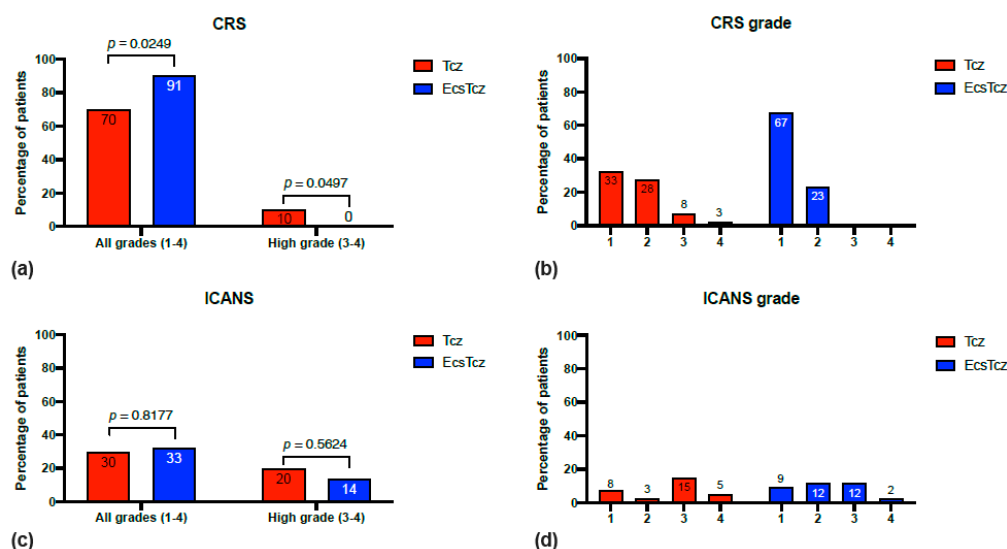 CRS
p = 0.0249
p = 0.0497
Percentage of patients
100
80
60
40
20
0
70
91
10
0
All grades (1-4)
High grade (3-4)
Tcz
EcsTcz
(a)
CRS grade
Percentage of patients
100
80
60
40
20
0
33
28
8
3
67
23
1
2
3
4
1
2
3
4
Tcz
EcsTcz
(b)
ICANS
p = 0.8177
p = 0.5624
Percentage of patients
100
80
60
40
20
0
30
33
20
14
All grades (1-4)
High grade (3-4)
Tcz
EcsTcz
(c)
ICANS grade
Percentage of patients
100
80
60
40
20
0
8
3
15
5
9
12
12
2
1
2
3
4
1
2
3
4
Tcz
EcsTcz
(d)